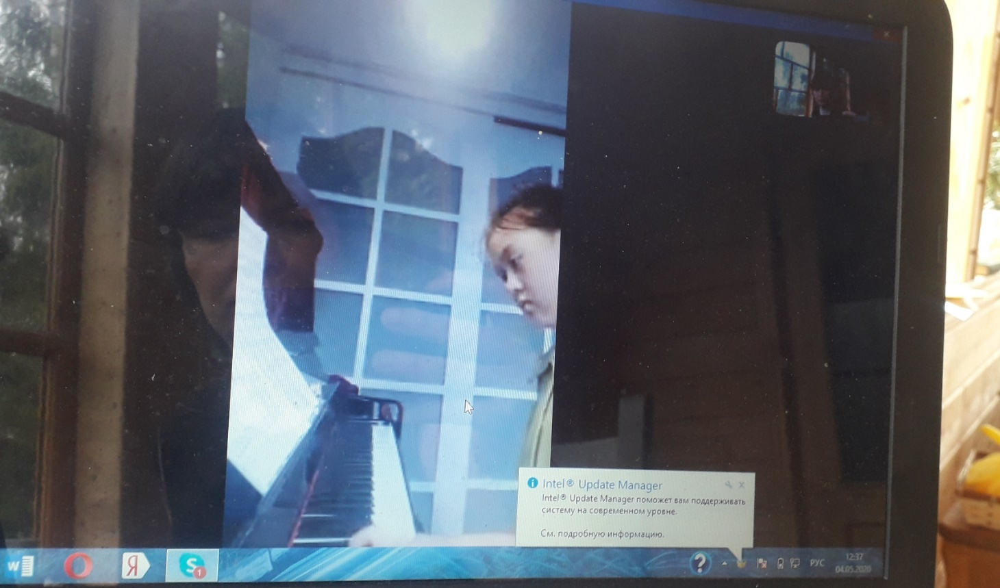 Intel® Update Manager
Intel® Update Manager поможет вам поддерживать
систему на современном уровне.
См. подробную информацию.
W
Я
S
1
?
РУС
12:37
04.05.2020